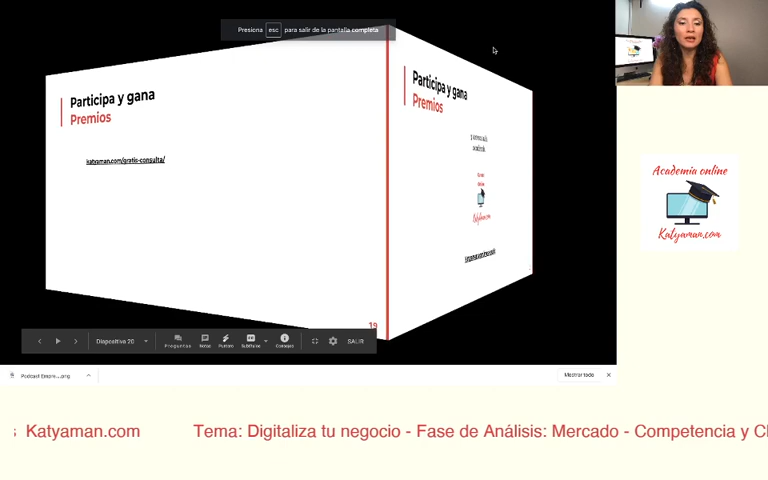 Presiona esc para salir de la pantalla completa
Participa y gana
Premios
katyaman.com/gratis-consulta/
19
Participa y gana
Premios
Katyaman.com
Diapositiva 20
Preguntas
Notas
Puntero
Subtítulos
Consejos
SALIR
Podcast Empre...png
Mostrar todo
Academia online
Katyaman.com
s Katyaman.com Tema: Digitaliza tu negocio - Fase de Análisis: Mercado - Competencia y Cl